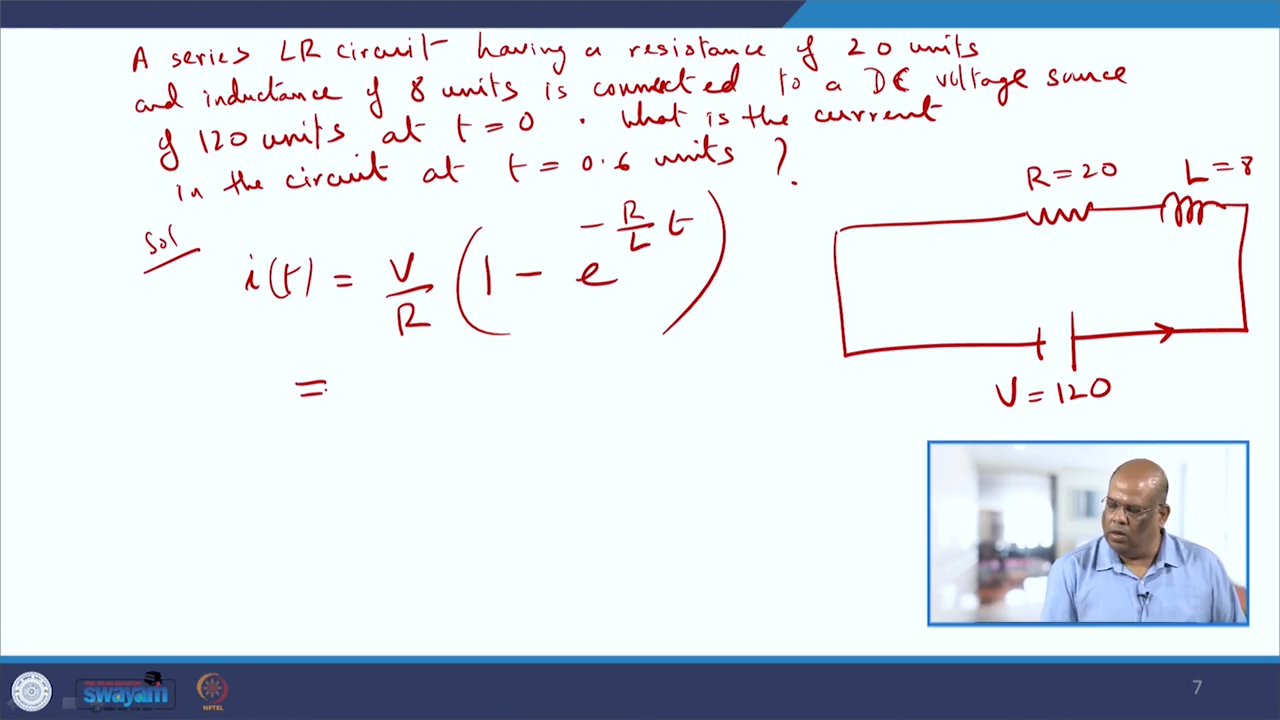 A series LR circuit having a resistance of 20 units
and inductance of 8 units is connected to a DC voltage source
of 120 units at t = 0 . What is the current
in the circuit at t = 0.6 units ?
R = 20
L = 8
Sol
i(t) = V/R (1 - e^{-R/L t})
=
V = 120
swayam
NPTEL
7